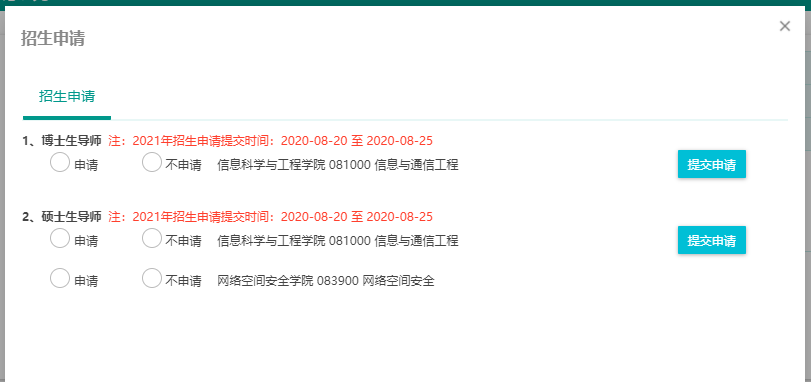 招生申请
招生申请
1、博士生导师 注：2021年招生申请提交时间：2020-08-20 至 2020-08-25
申请 不申请 信息科学与工程学院 081000 信息与通信工程 提交申请
2、硕士生导师 注：2021年招生申请提交时间：2020-08-20 至 2020-08-25
申请 不申请 信息科学与工程学院 081000 信息与通信工程 提交申请
申请 不申请 网络空间安全学院 083900 网络空间安全